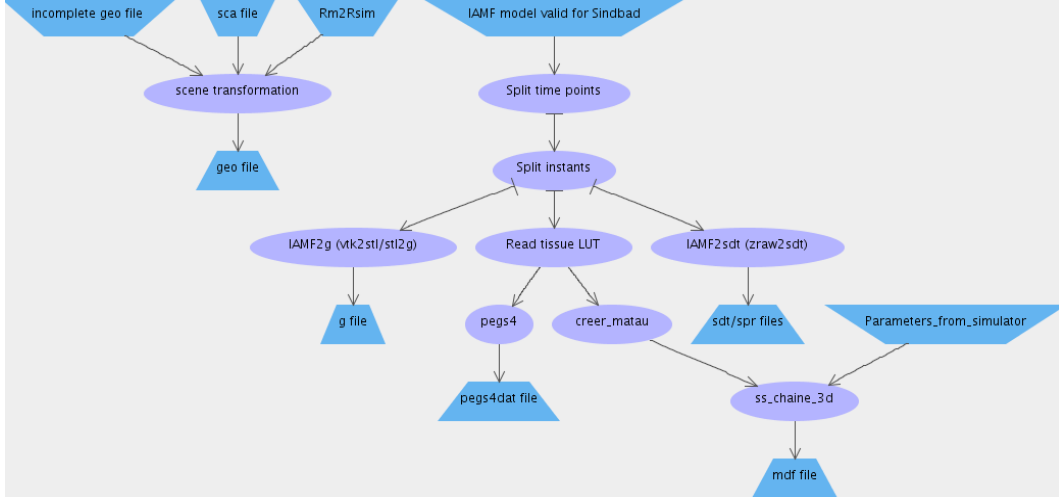 incomplete geo file
sca file
Rm2Rsim
IAMF model valid for Sindbad
scene transformation
Split time points
geo file
Split instants
IAMF2g (vtk2stl/stl2g)
Read tissue LUT
IAMF2sdt (zraw2sdt)
g file
pegs4
creer_matau
sdt/spr files
Parameters_from_simulator
pegs4dat file
ss_chaine_3d
mdf file